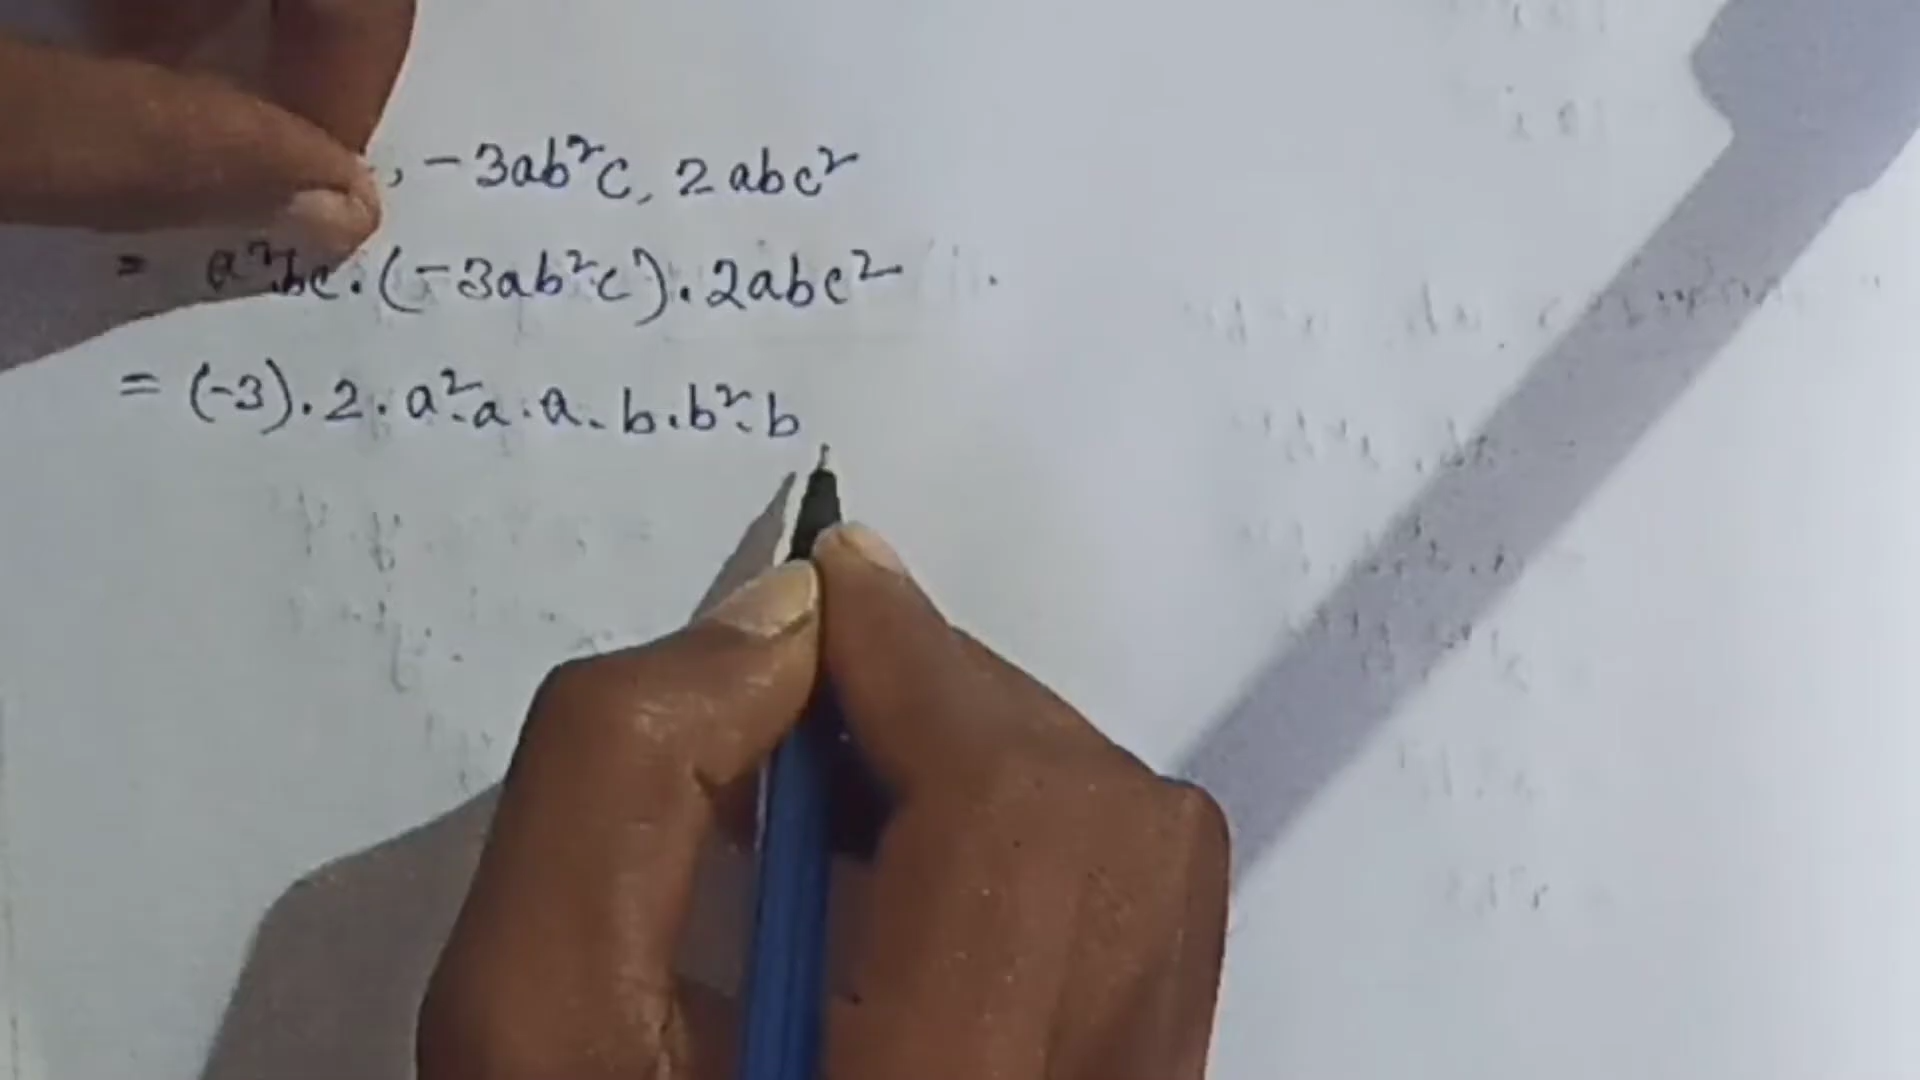 , -3ab²c, 2abc²
= a²bc.(-3ab²c).2abc²
= (-3).2.a².a.a.b.b².b